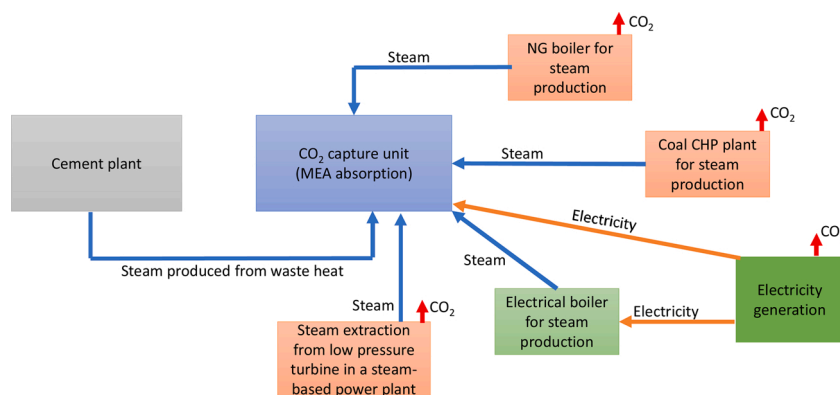 CO2
NG boiler for
steam
production
Steam
CO2
Coal CHP plant
for steam
production
Steam
Cement plant
CO2 capture unit
(MEA absorption)
Electricity
CO
Steam
Steam produced from waste heat
Electricity
generation
Electrical boiler
for steam
production
Electricity
Steam
CO2
Steam extraction
from low pressure
turbine in a steam-
based power plant